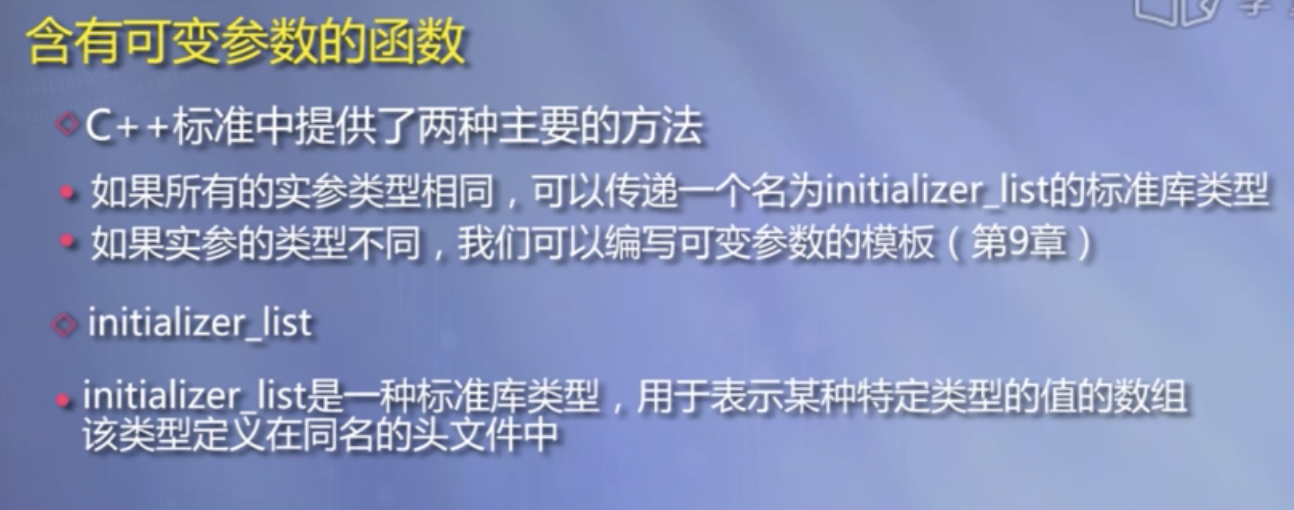 含有可变参数的函数
C++标准中提供了两种主要的方法
如果所有的实参类型相同，可以传递一个名为initializer_list的标准库类型
如果实参的类型不同，我们可以编写可变参数的模板（第9章）
initializer_list
initializer_list是一种标准库类型，用于表示某种特定类型的值的数组
该类型定义在同名的头文件中